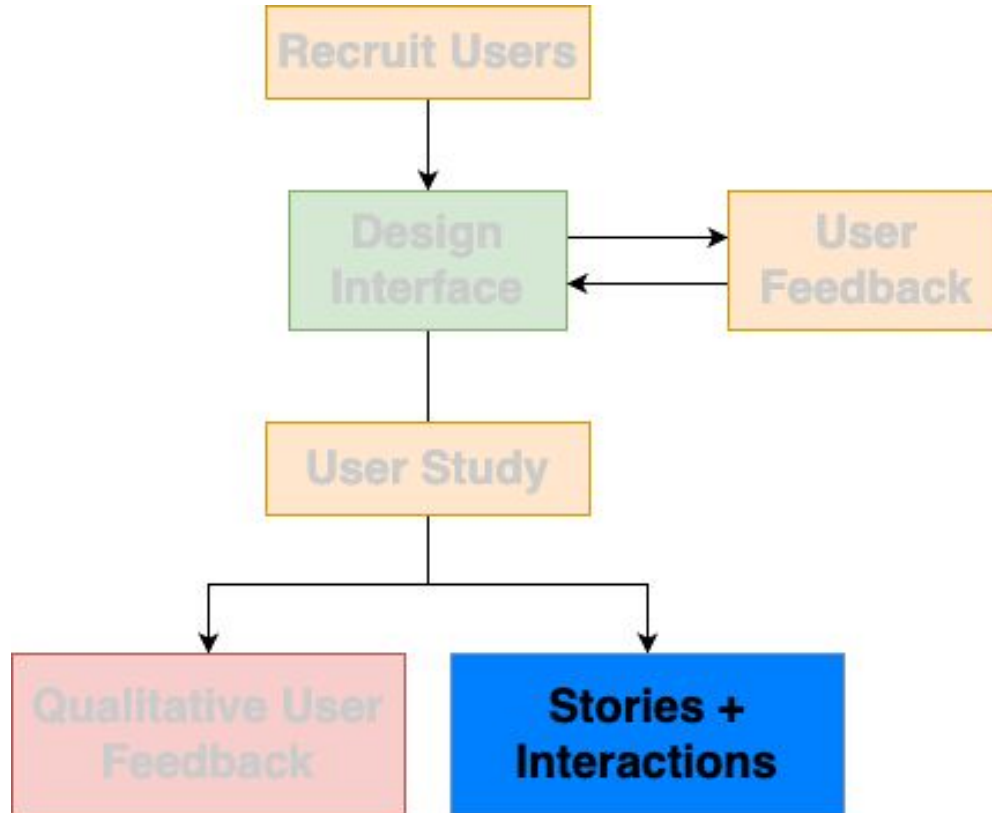 Recruit Users
Design
Interface
User
Feedback
User Study
Qualitative User
Feedback
Stories +
Interactions